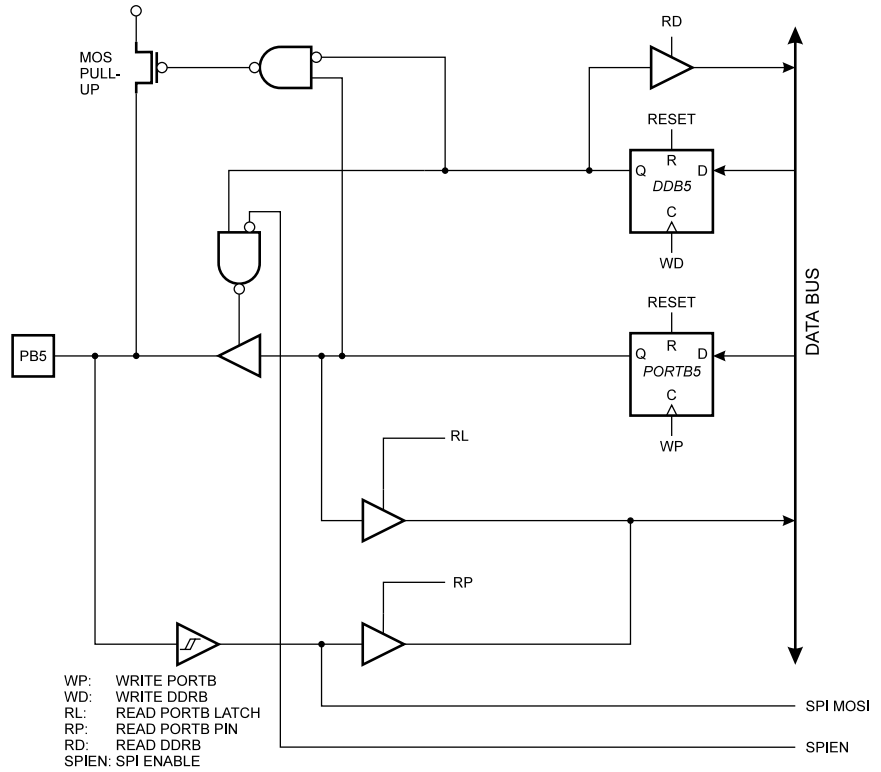 RD
MOS
PULL-
UP
RESET
R
Q
D
DDB5
C
WD
RESET
R
Q
D
PB5
PORTB5
C
WP
DATA BUS
RL
RP
WP: WRITE PORTB
WD: WRITE DDRB
RL: READ PORTB LATCH
RP: READ PORTB PIN
RD: READ DDRB
SPIEN: SPI ENABLE
SPI MOSI
SPIEN